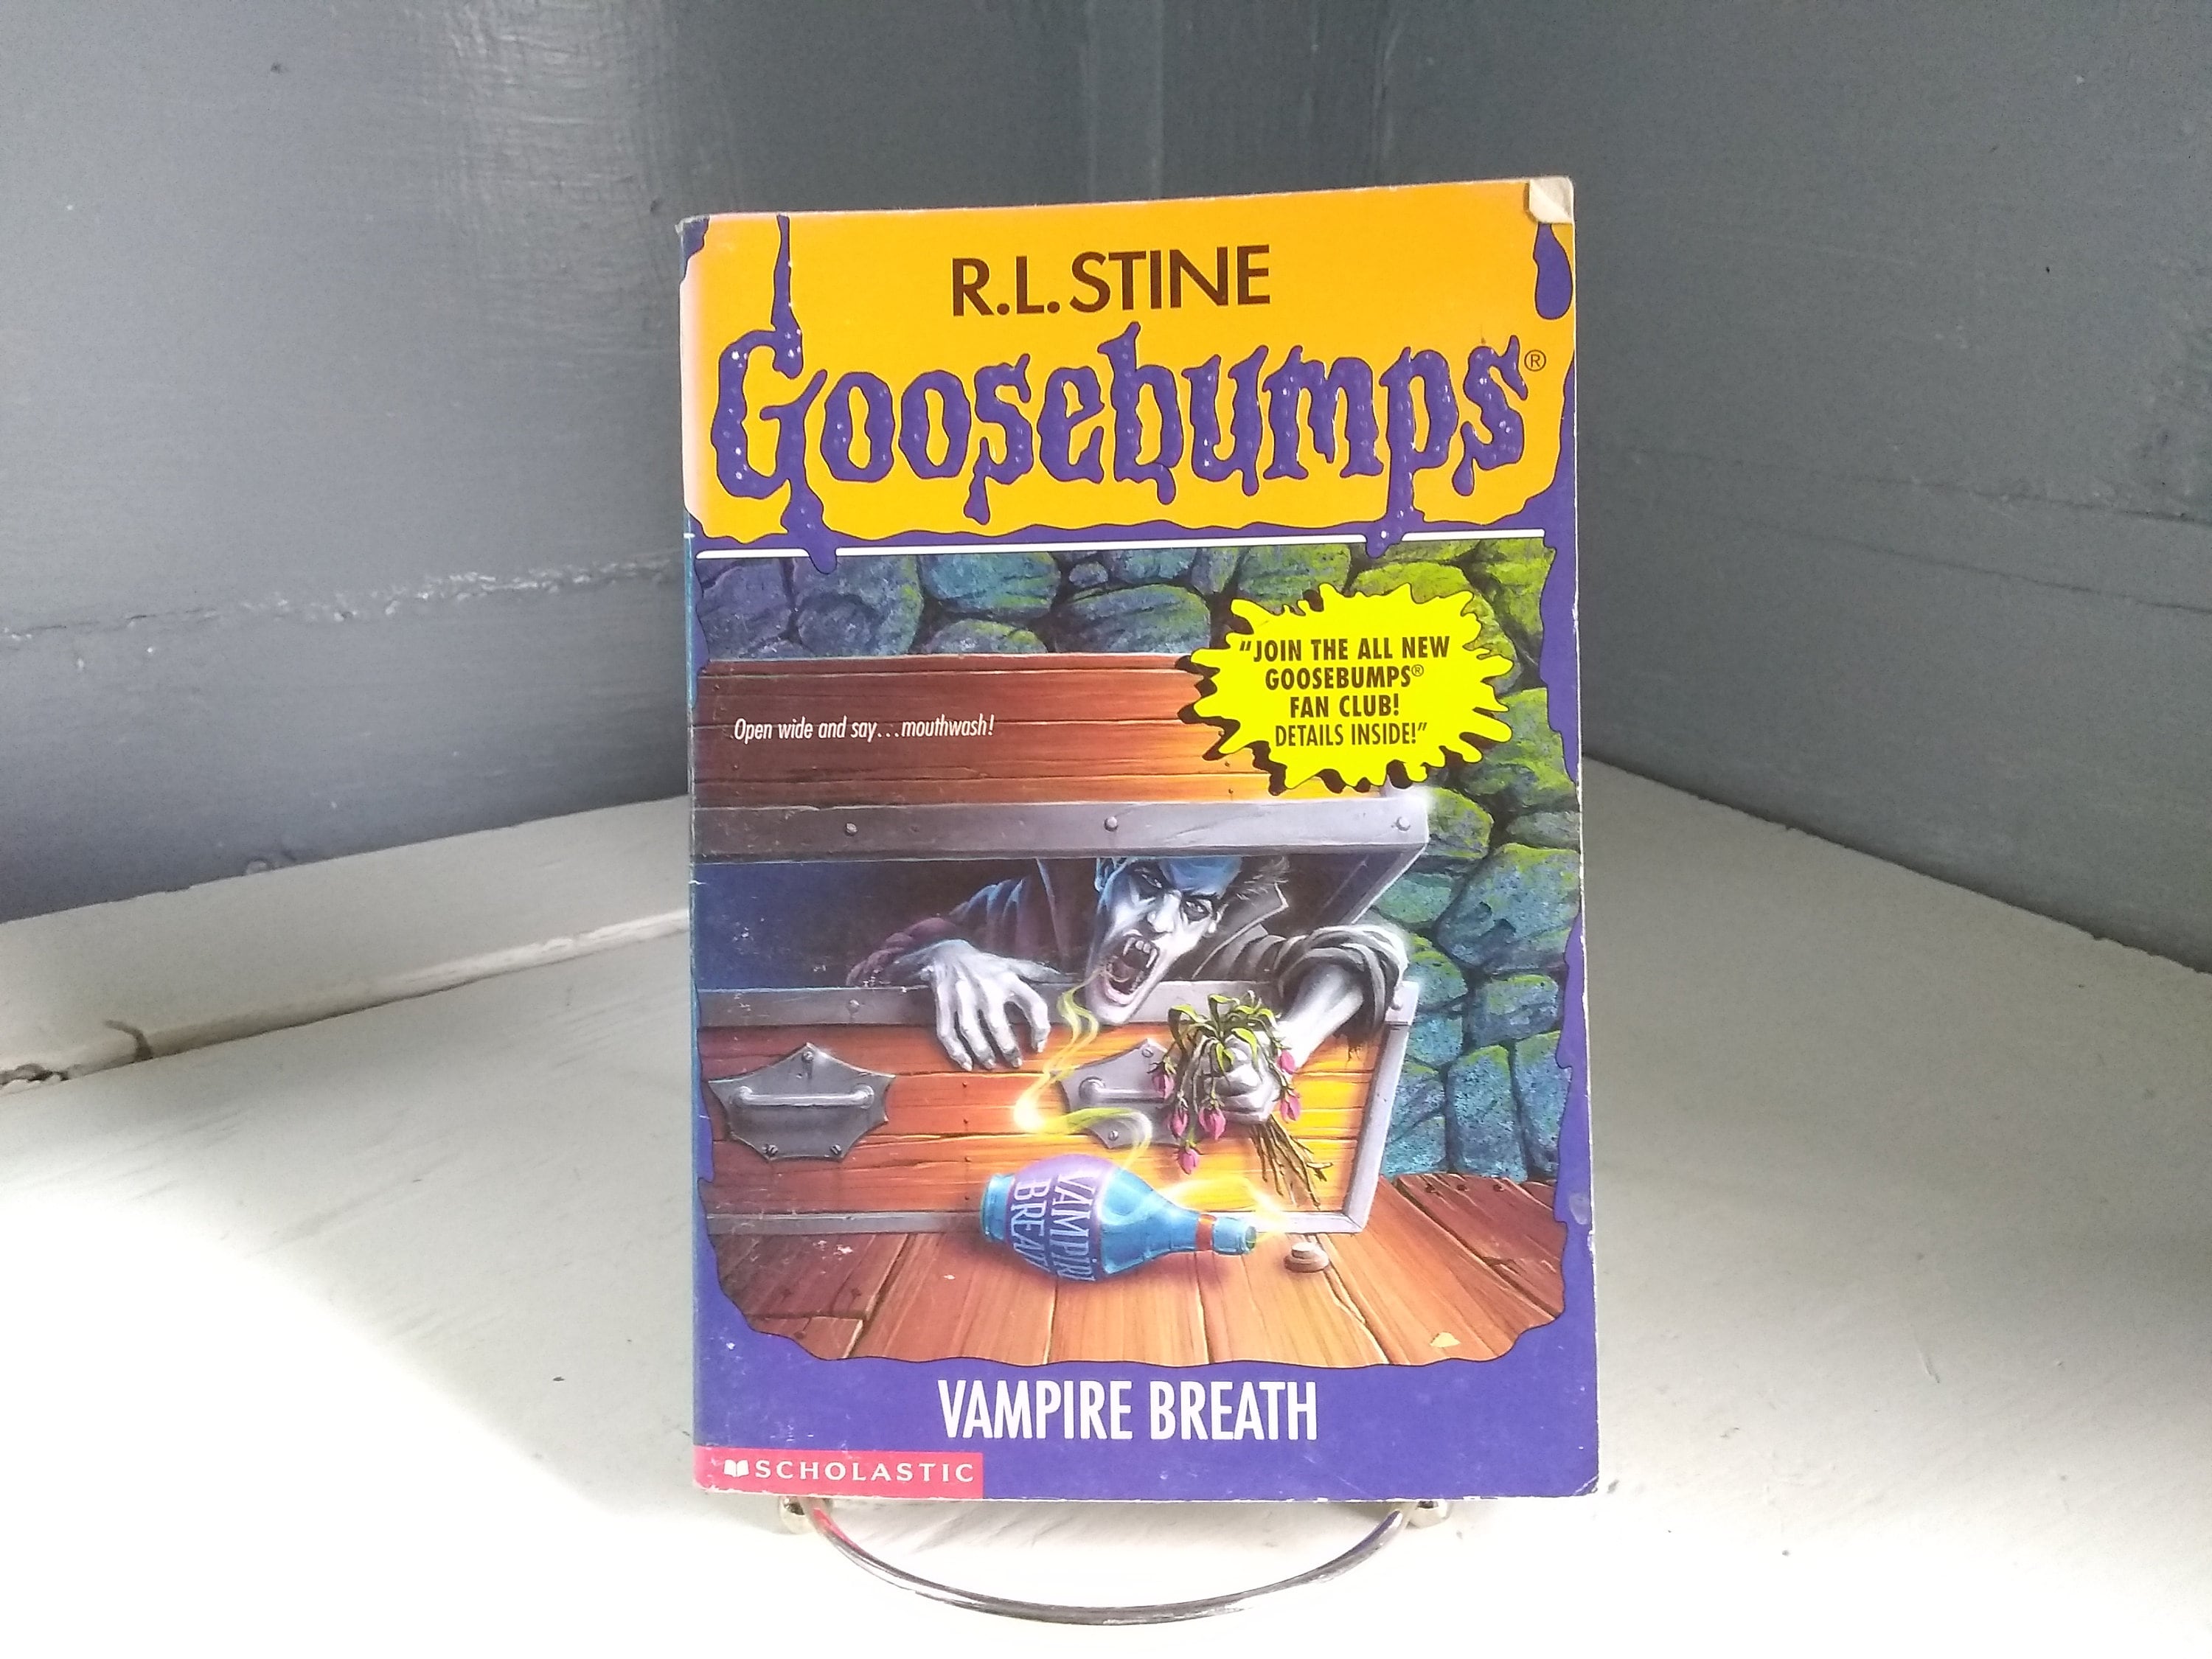 R.L. STINE
Goosebumps®
"JOIN THE ALL NEW
GOOSEBUMPS®
FAN CLUB!
DETAILS INSIDE!"
Open wide and say...mouthwash!
VAMPIRE
BREATH
VAMPIRE BREATH
SCHOLASTIC